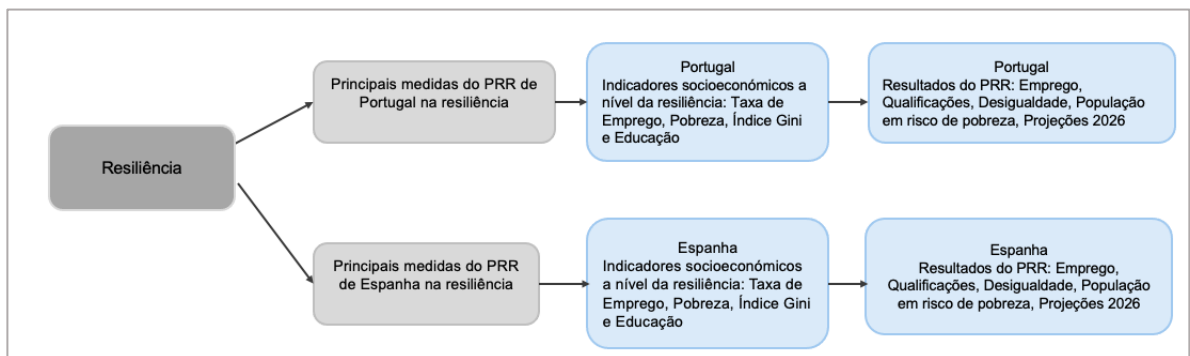 Resiliência
Principais medidas do PRR de
Portugal na resiliência
Portugal
Indicadores socioeconómicos a
nível da resiliência: Taxa de
Emprego, Pobreza, Índice Gini
e Educação
Portugal
Resultados do PRR: Emprego,
Qualificações, Desigualdade, População
em risco de pobreza, Projeções 2026
Principais medidas do PRR
de Espanha na resiliência
Espanha
Indicadores socioeconómicos
a nível da resiliência: Taxa de
Emprego, Pobreza, Índice Gini
e Educação
Espanha
Resultados do PRR: Emprego,
Qualificações, Desigualdade, População
em risco de pobreza, Projeções 2026